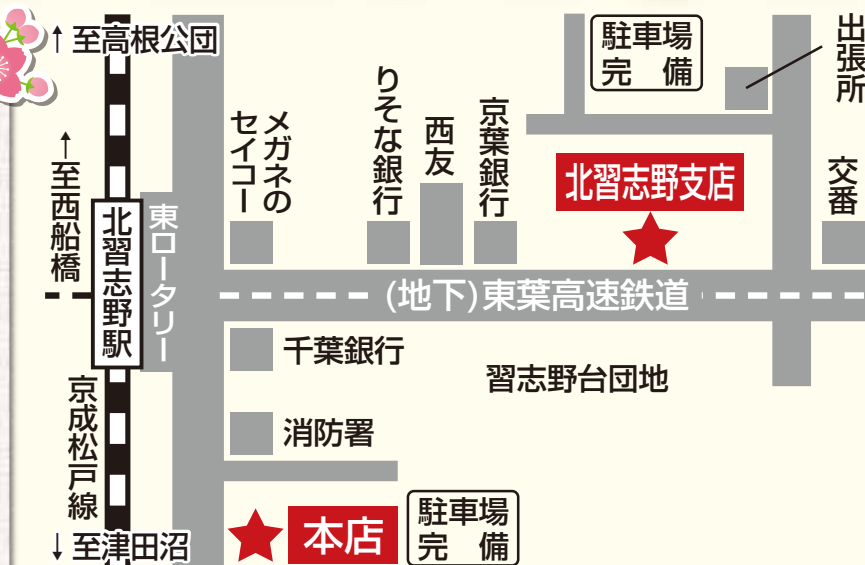 ↑至高根公団
駐車場
完　備
出張所
↑至西船橋
メガネの
セイコー
りそな銀行
西友
京葉銀行
北習志野支店
交番
北習志野駅
東ロータリー
(地下)東葉高速鉄道
千葉銀行
習志野台団地
京成松戸線
消防署
↓至津田沼
本店
駐車場
完　備